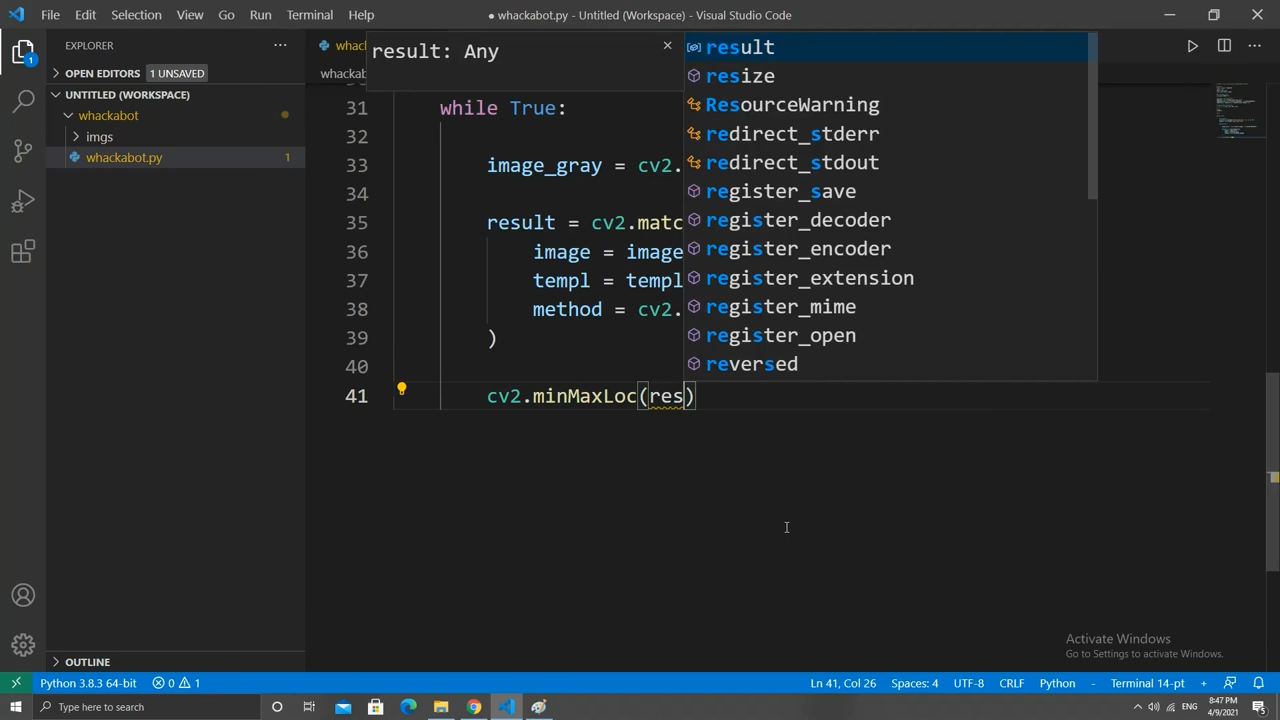 File Edit Selection View Go Run Terminal Help
● whackabot.py - Untitled (Workspace) - Visual Studio Code
EXPLORER
OPEN EDITORS 1 UNSAVED
UNTITLED (WORKSPACE)
whackabot
imgs
whackabot.py 1
1
result: Any
result
resize
ResourceWarning
redirect_stderr
redirect_stdout
register_save
register_decoder
register_encoder
register_extension
register_mime
register_open
reversed
31 while True:
32
33 image_gray = cv2.
34
35 result = cv2.matc
36 image = image
37 templ = templ
38 method = cv2.
39 )
40
41 cv2.minMaxLoc(res)
Activate Windows
Go to Settings to activate Windows.
OUTLINE
Python 3.8.3 64-bit 0 1 Ln 41, Col 26 Spaces: 4 UTF-8 CRLF Python - Terminal 14-pt +
Type here to search
ENG
8:47 PM
4/9/2021
5